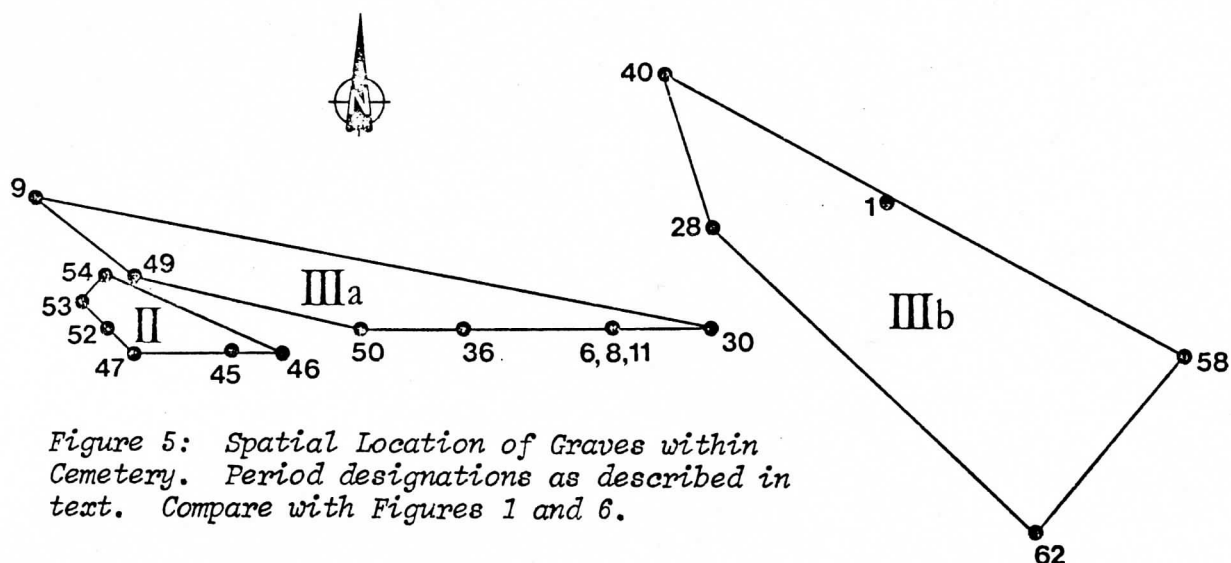 N
40
9
1
28
49
54
IIIa
53
II
IIIb
52
50
36
6, 8, 11
30
47
45
46
58
Figure 5: Spatial Location of Graves within
Cemetery. Period designations as described in
text. Compare with Figures 1 and 6.
62